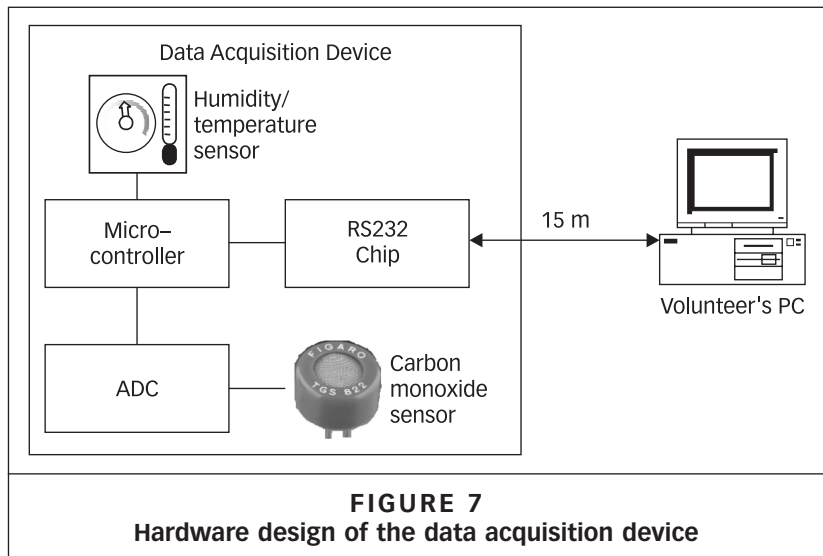 Data Acquisition Device
Humidity/
temperature
sensor
Micro–
controller
RS232
Chip
15 m
Volunteer's PC
ADC
FIGARO
TGS 822
Carbon
monoxide
sensor
FIGURE 7
Hardware design of the data acquisition device